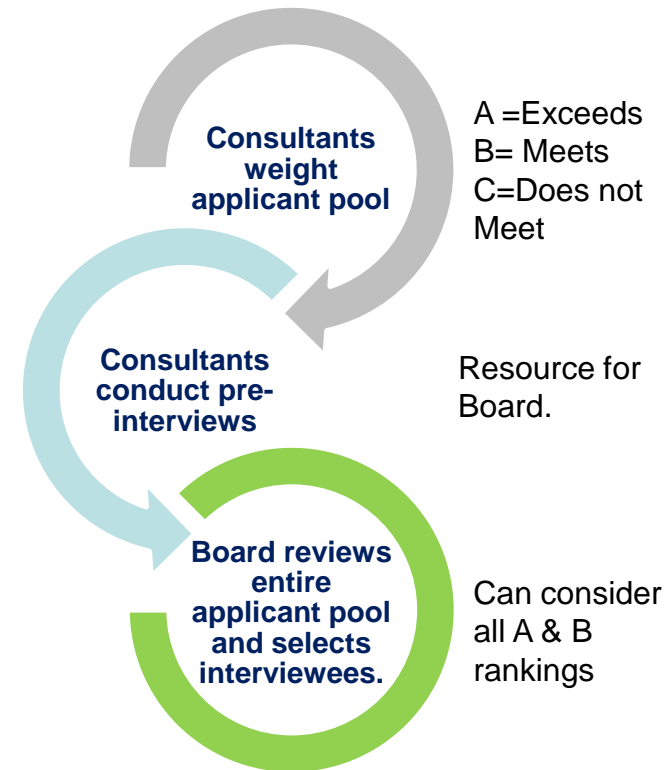 Consultants
weight
applicant pool
A =Exceeds
B= Meets
C=Does not
Meet
Consultants
conduct pre-
interviews
Resource for
Board.
Board reviews
entire
applicant pool
and selects
interviewees.
Can consider
all A & B
rankings